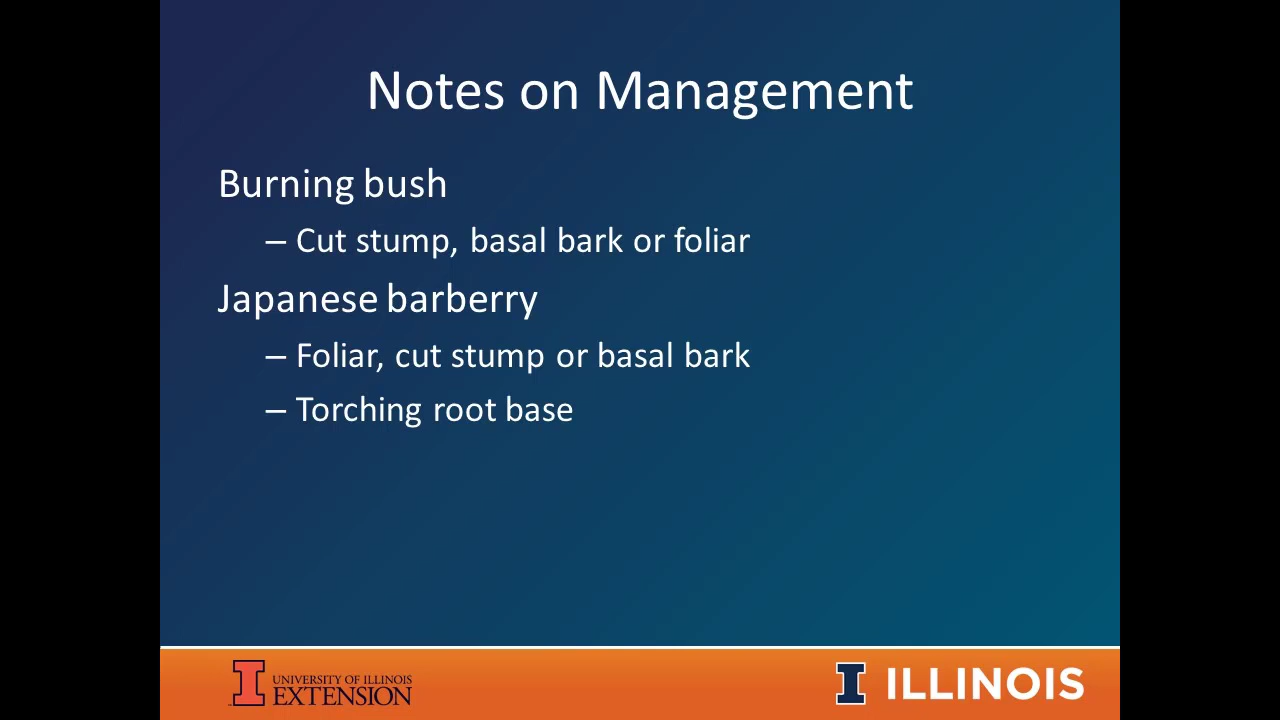 Notes on Management
Burning bush
– Cut stump, basal bark or foliar
Japanese barberry
– Foliar, cut stump or basal bark
– Torching root base
UNIVERSITY OF ILLINOIS
EXTENSION
I ILLINOIS